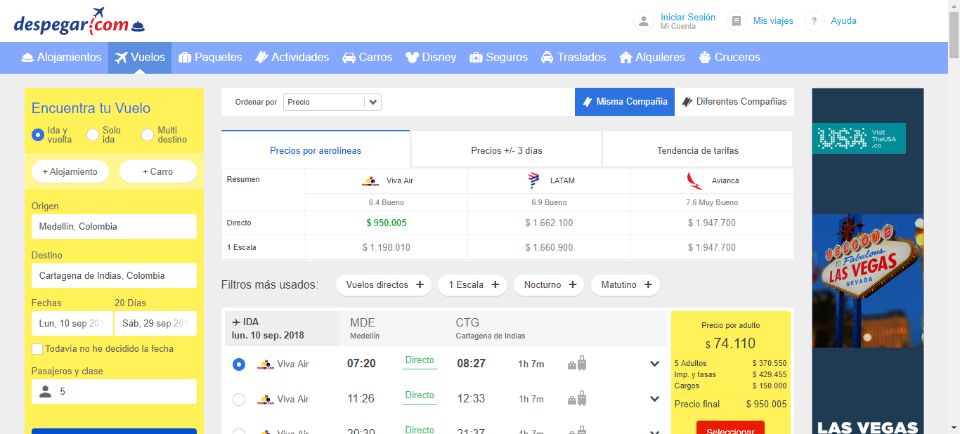 despegar.com
Iniciar Sesión
Mi Cuenta
Mis viajes
?
Ayuda
Alojamientos
Vuelos
Paquetes
Actividades
Carros
Disney
Seguros
Traslados
Alquileres
Cruceros
Encuentra tu Vuelo
Ida y vuelta
Solo ida
Multi destino
+ Alojamiento
+ Carro
Origen
Medellín, Colombia
Destino
Cartagena de Indias, Colombia
Fechas
20 Días
Lun, 10 sep 201
Sáb, 29 sep 201
Todavía no he decidido la fecha
Pasajeros y clase
5
Ordenar por
Precio
Misma Compañia
Diferentes Compañias
Precios por aerolíneas
Precios +/- 3 días
Tendencia de tarifas
Resumen
Viva Air
LATAM
Avianca
6.4 Bueno
6.9 Bueno
7.6 Muy Bueno
Directo
$ 950.005
$ 1.662.100
$ 1.947.700
1 Escala
$ 1.198.010
$ 1.660.900
$ 1.947.700
Filtros más usados:
Vuelos directos +
1 Escala +
Nocturno +
Matutino +
IDA
lun. 10 sep. 2018
MDE
Medellín
CTG
Cartagena de Indias
Viva Air
07:20
Directo
08:27
1h 7m
Viva Air
11:26
Directo
12:33
1h 7m
Viva Air
20:30
Directo
21:37
1h 7m
Precio por adulto
$ 74.110
5 Adultos $ 370.550
Imp. y tasas $ 429.455
Cargos $ 150.000
Precio final $ 950.005
Seleccionar
USA
Visit
TheUSA
.co
WELCOME
TO Fabulous
LAS VEGAS
NEVADA
LAS VEGAS